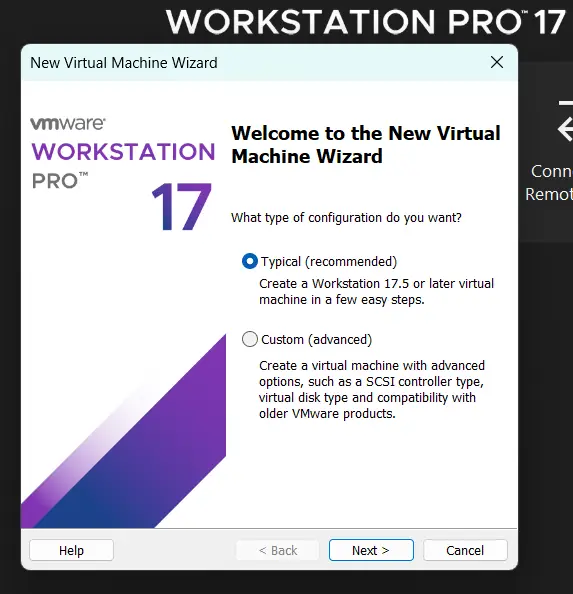 WORKSTATION PRO™ 17
New Virtual Machine Wizard
vmware®
WORKSTATION
PRO™
17
Welcome to the New Virtual
Machine Wizard
What type of configuration do you want?
Typical (recommended)
Create a Workstation 17.5 or later virtual
machine in a few easy steps.
Custom (advanced)
Create a virtual machine with advanced
options, such as a SCSI controller type,
virtual disk type and compatibility with
older VMware products.
Help
< Back
Next >
Cancel